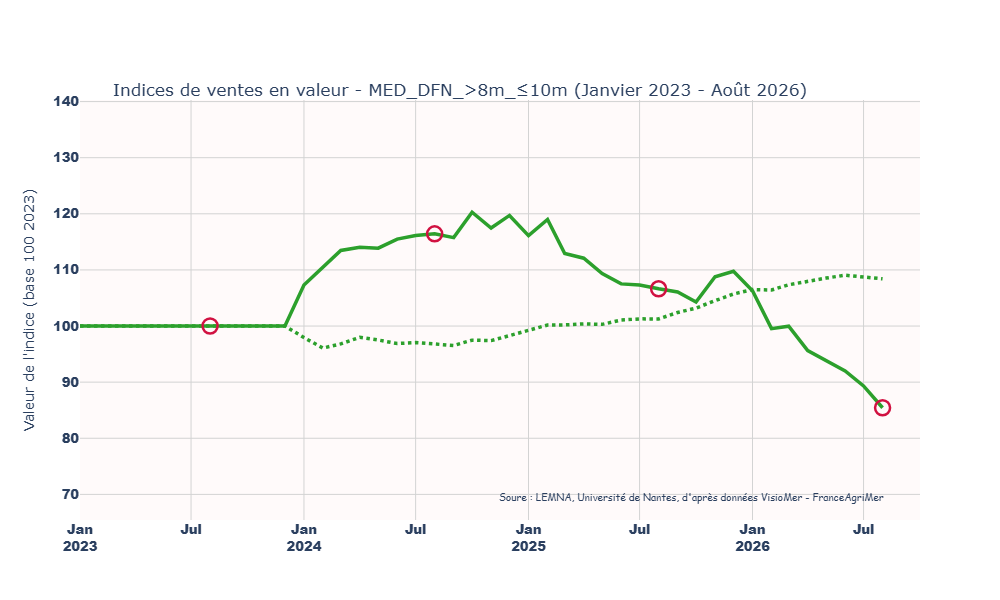 Indices de ventes en valeur - MED_DFN_>8m_≤10m (Janvier 2023 - Août 2026)
Valeur de l'indice (base 100 2023)
140
130
120
110
100
90
80
70
Soure : LEMNA, Université de Nantes, d'après données VisioMer - FranceAgriMer
Jan Jul Jan Jul Jan Jul Jan Jul
2023 2024 2025 2026